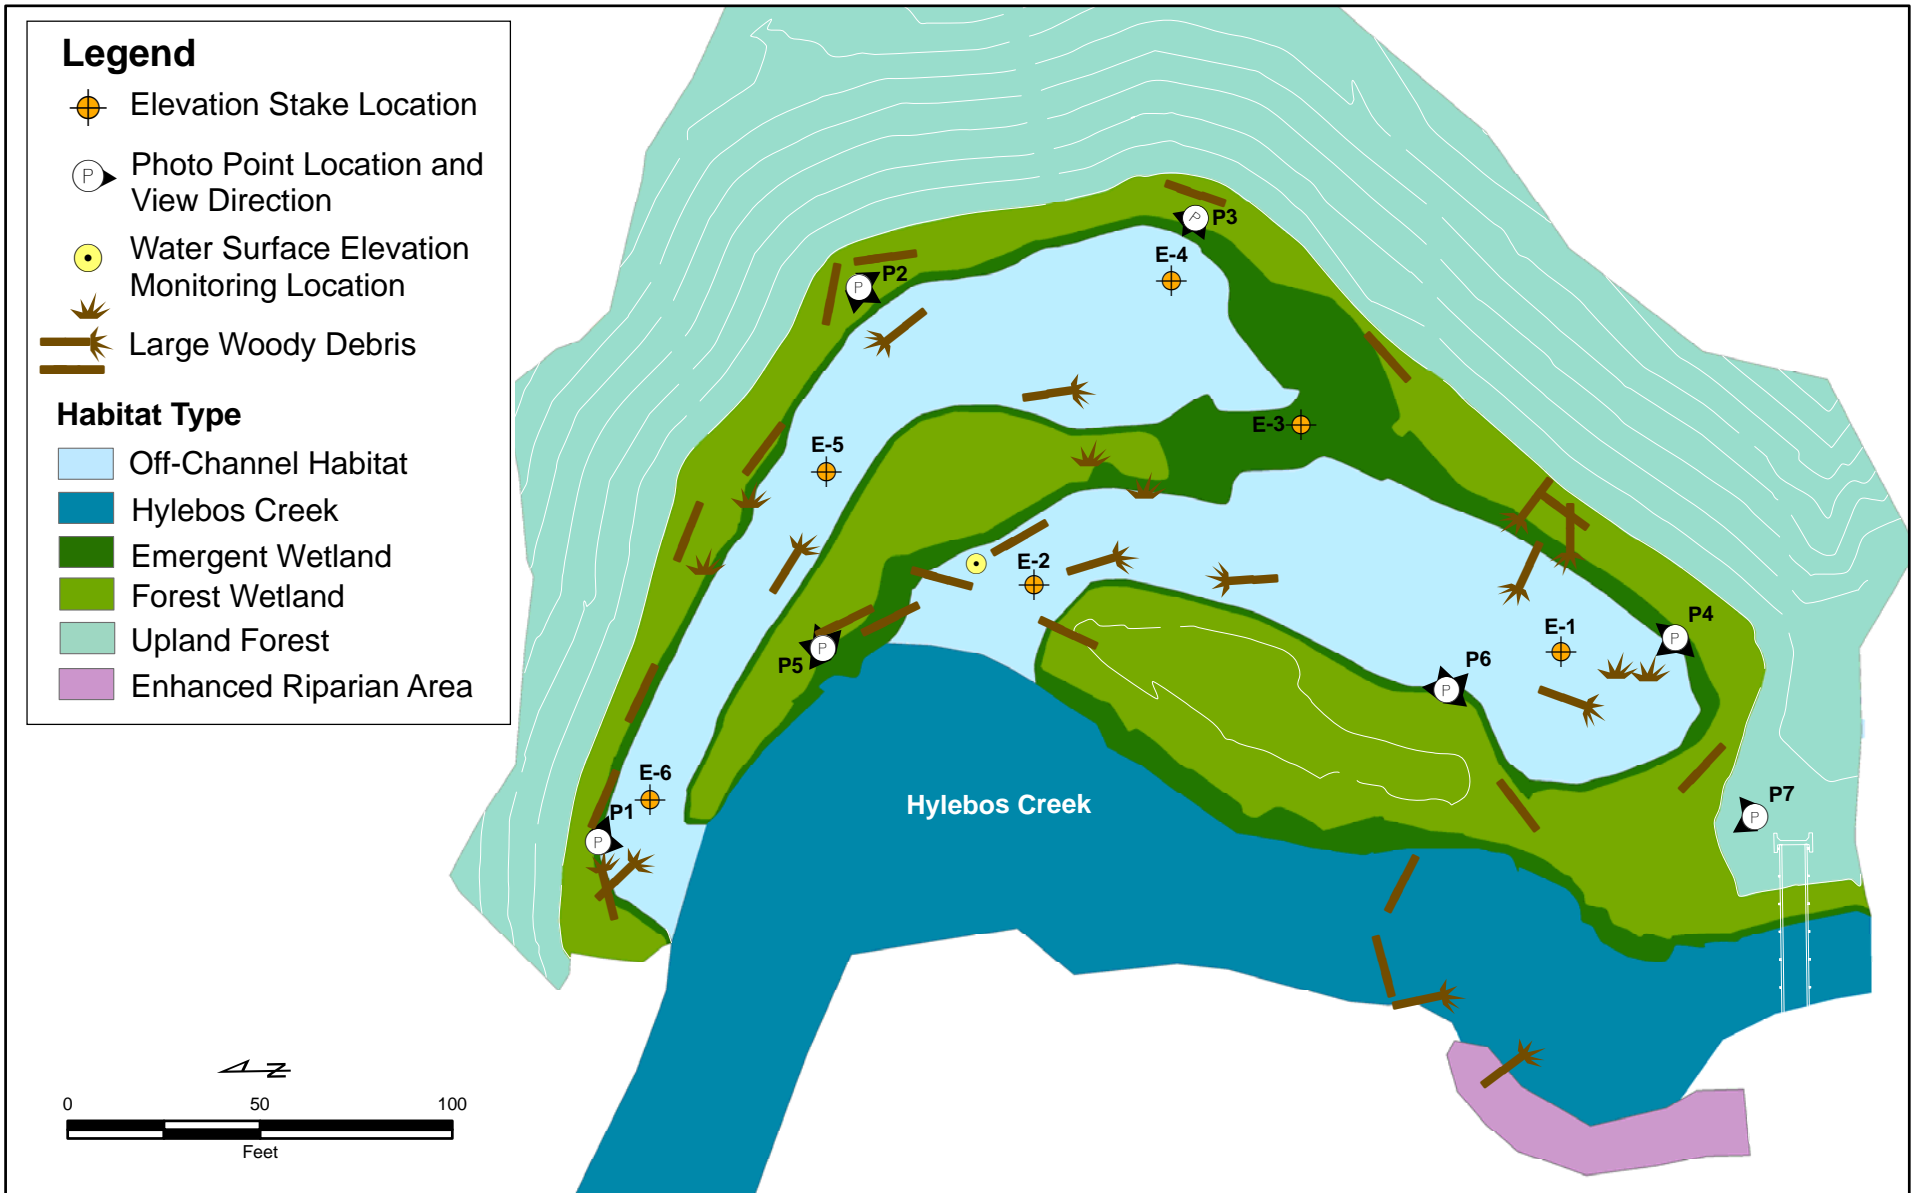 Legend
Elevation Stake Location
P
Photo Point Location and
View Direction
Water Surface Elevation
Monitoring Location
Large Woody Debris
Habitat Type
Off-Channel Habitat
Hylebos Creek
Emergent Wetland
Forest Wetland
Upland Forest
Enhanced Riparian Area
P P3
E-4
P P2
E-3
E-5
E-2
P4
P
E-1
P6
P
P
P5
E-6
P1
P
P7
P
Hylebos Creek
N
0 50 100
Feet